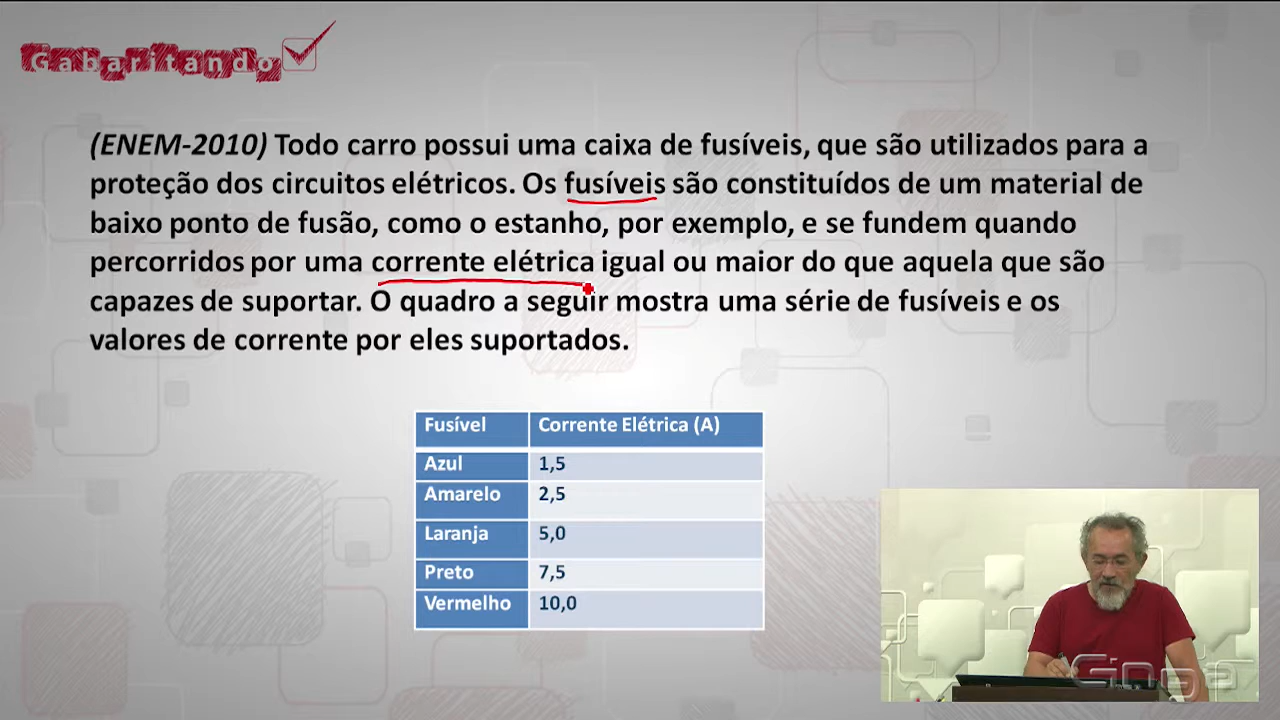 Gabaritando
(ENEM-2010) Todo carro possui uma caixa de fusíveis, que são utilizados para a
proteção dos circuitos elétricos. Os fusíveis são constituídos de um material de
baixo ponto de fusão, como o estanho, por exemplo, e se fundem quando
percorridos por uma corrente elétrica igual ou maior do que aquela que são
capazes de suportar. O quadro a seguir mostra uma série de fusíveis e os
valores de corrente por eles suportados.
Fusível Corrente Elétrica (A)
Azul 1,5
Amarelo 2,5
Laranja 5,0
Preto 7,5
Vermelho 10,0